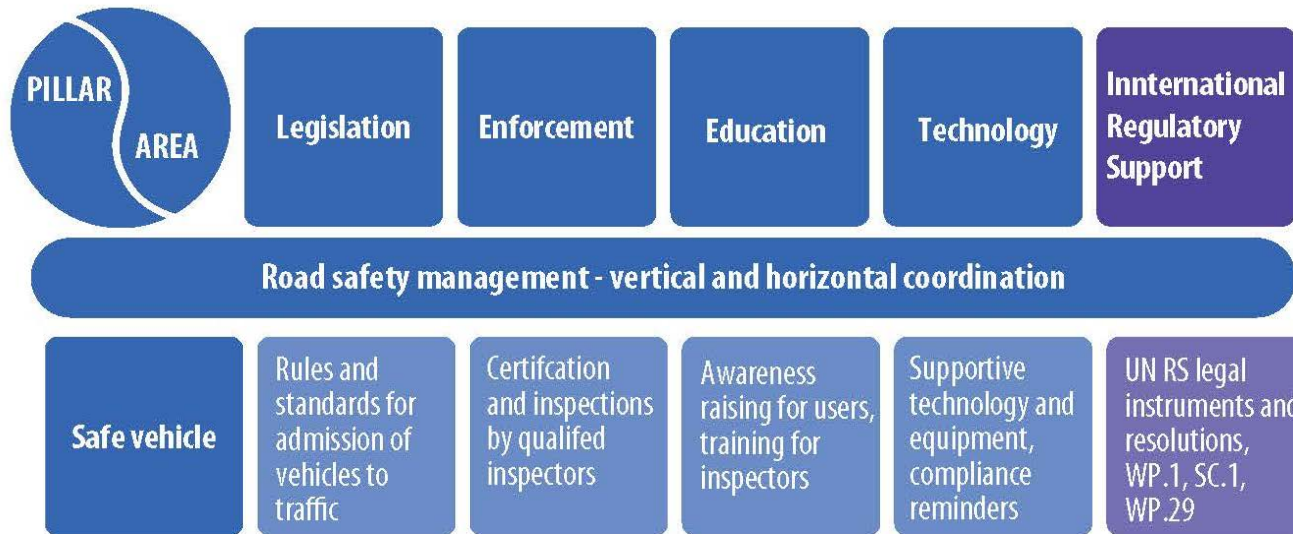 PILLAR
AREA
Legislation
Enforcement
Education
Technology
Innternational
Regulatory
Support
Road safety management - vertical and horizontal coordination
Safe vehicle
Rules and
standards for
admission of
vehicles to
traffic
Certifcation
and inspections
by qualifed
inspectors
Awareness
raising for users,
training for
inspectors
Supportive
technology and
equipment,
compliance
reminders
UN RS legal
instruments and
resolutions,
WP.1, SC.1,
WP.29